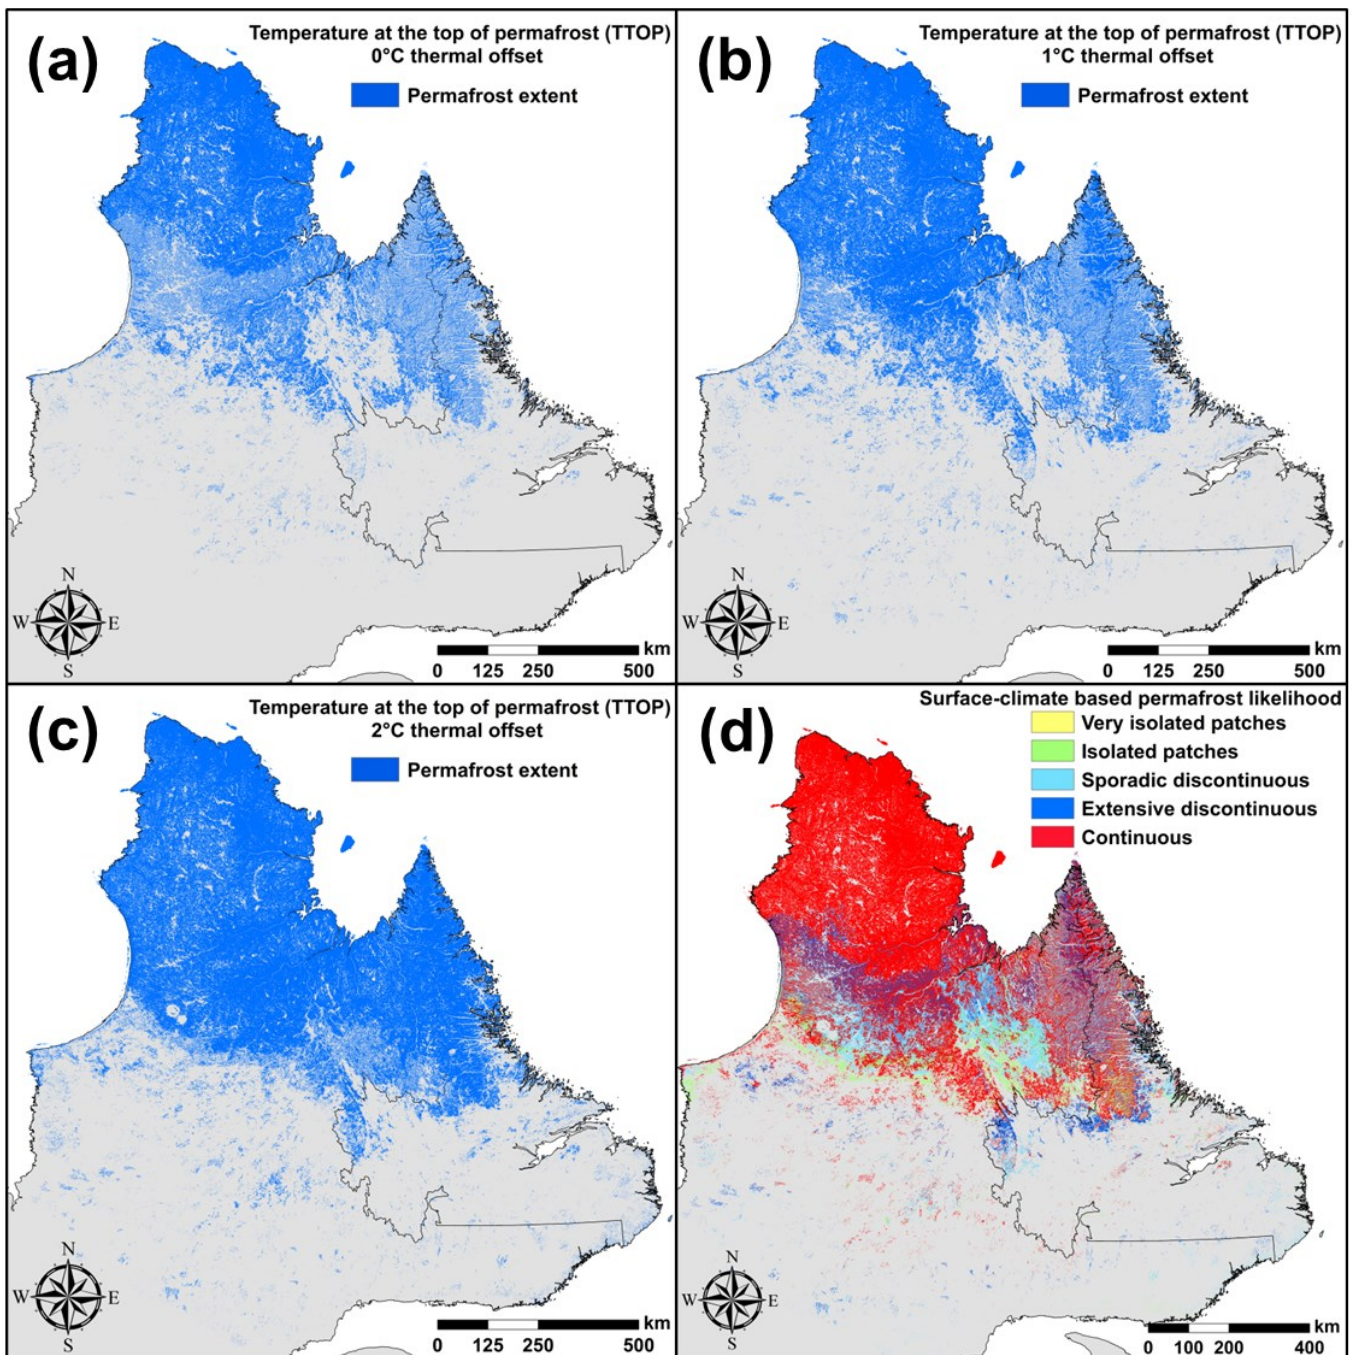 (a)
Temperature at the top of permafrost (TTOP)
0°C thermal offset
Permafrost extent
N
W E
S
km
0 125 250 500
(b)
Temperature at the top of permafrost (TTOP)
1°C thermal offset
Permafrost extent
N
W E
S
km
0 125 250 500
(c)
Temperature at the top of permafrost (TTOP)
2°C thermal offset
Permafrost extent
N
W E
S
km
0 125 250 500
(d)
Surface-climate based permafrost likelihood
Very isolated patches
Isolated patches
Sporadic discontinuous
Extensive discontinuous
Continuous
N
W E
S
km
0 100 200 400